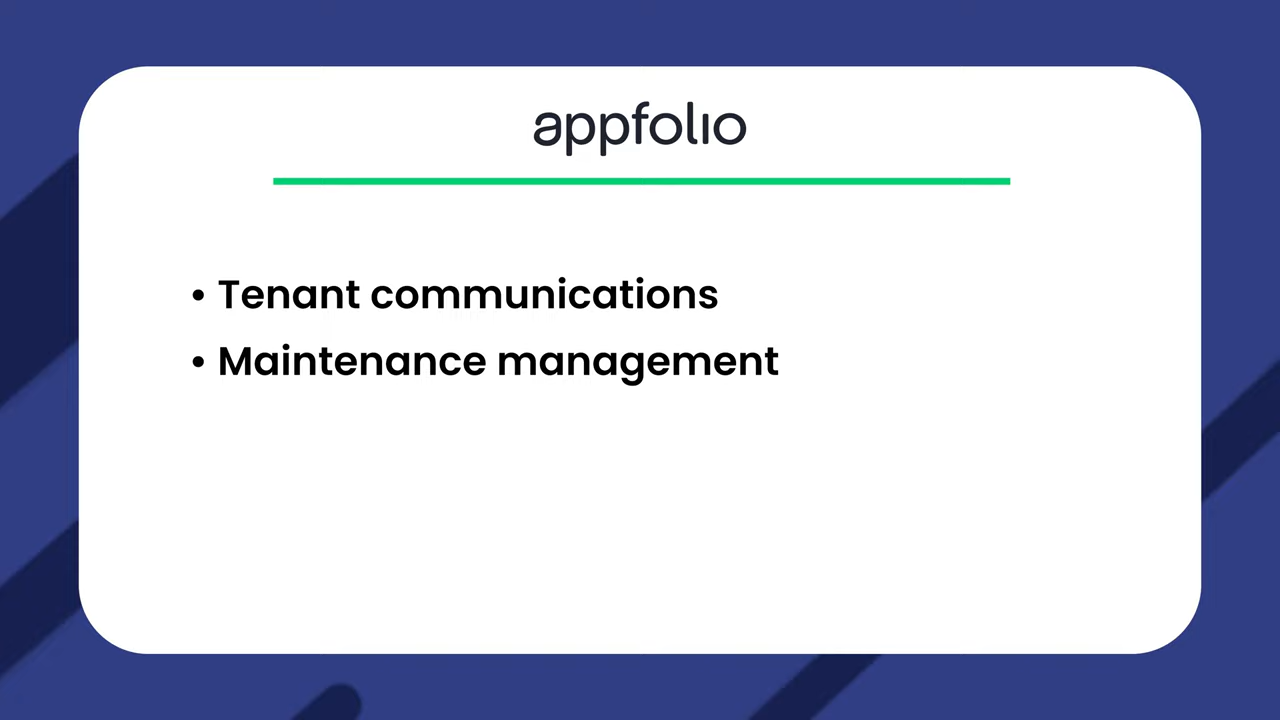 appfolio
• Tenant communications
• Maintenance management